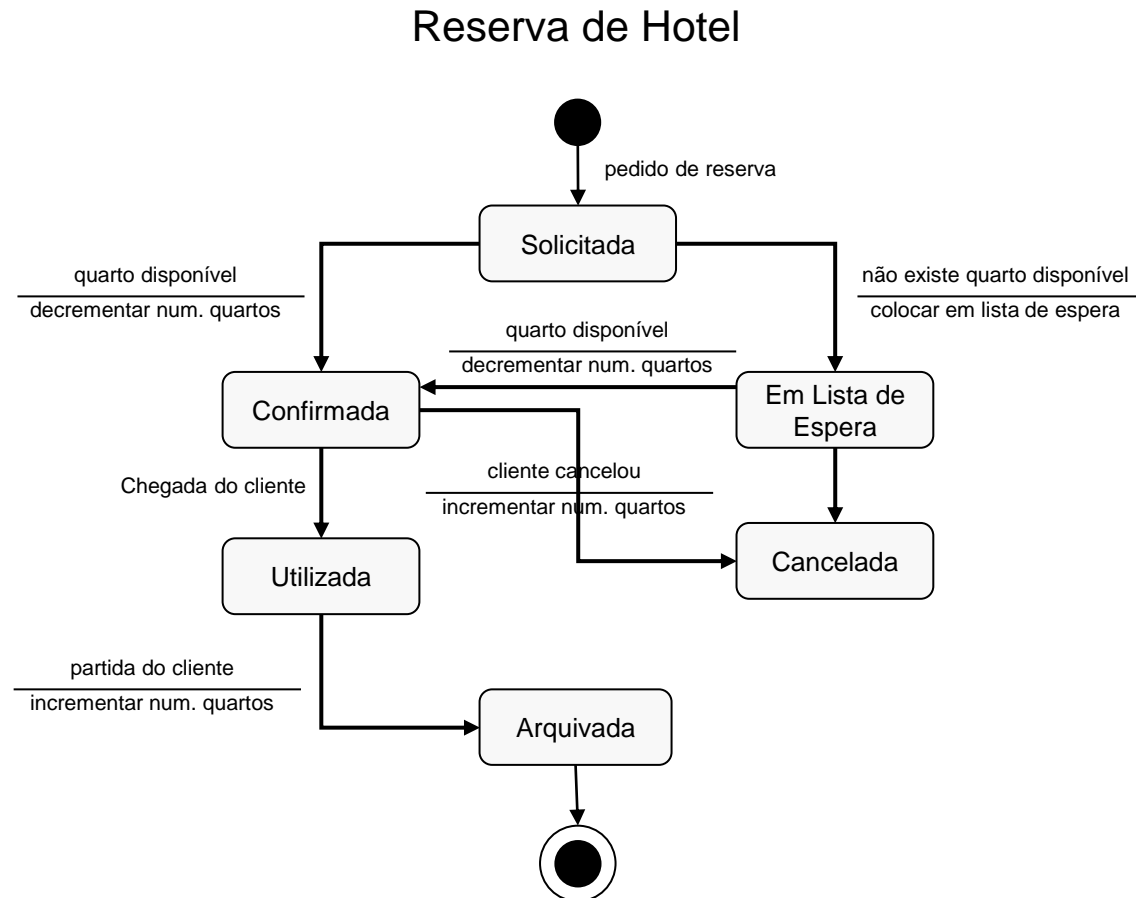 Reserva de Hotel
pedido de reserva
Solicitada
quarto disponível
decrementar num. quartos
não existe quarto disponível
colocar em lista de espera
quarto disponível
decrementar num. quartos
Confirmada
Em Lista de
Espera
Chegada do cliente
cliente cancelou
incrementar num. quartos
Utilizada
Cancelada
partida do cliente
incrementar num. quartos
Arquivada